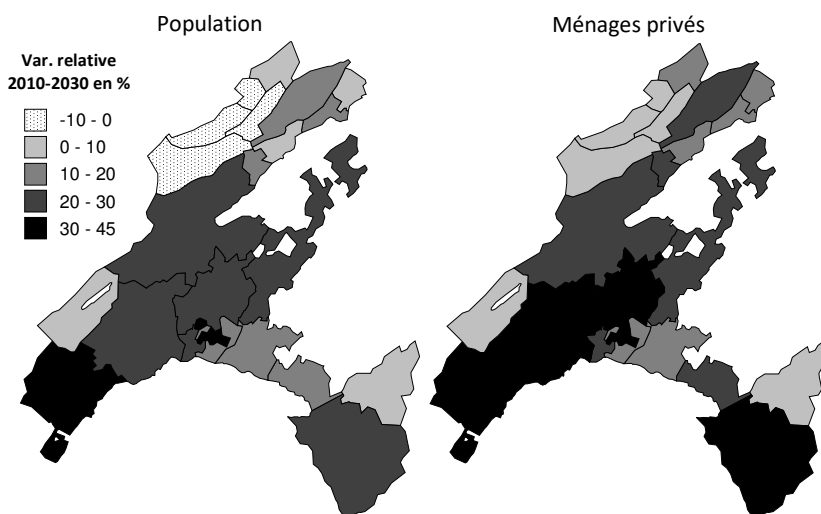 Population
Ménages privés
Var. relative
2010-2030 en %
-10 - 0
0 - 10
10 - 20
20 - 30
30 - 45